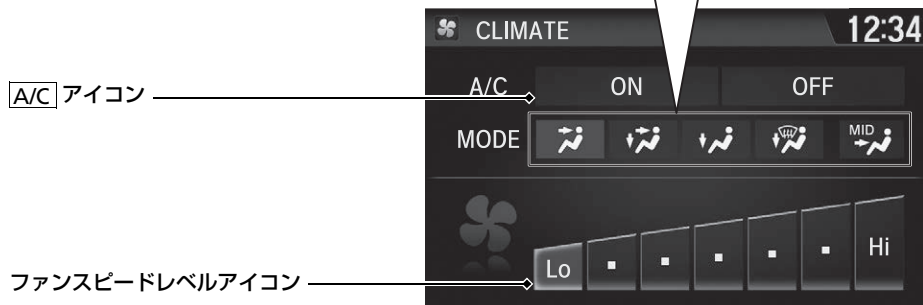 CLIMATE 12:34
A/C アイコン
A/C ON OFF
MODE
MID
Lo Hi
ファンスピードレベルアイコン